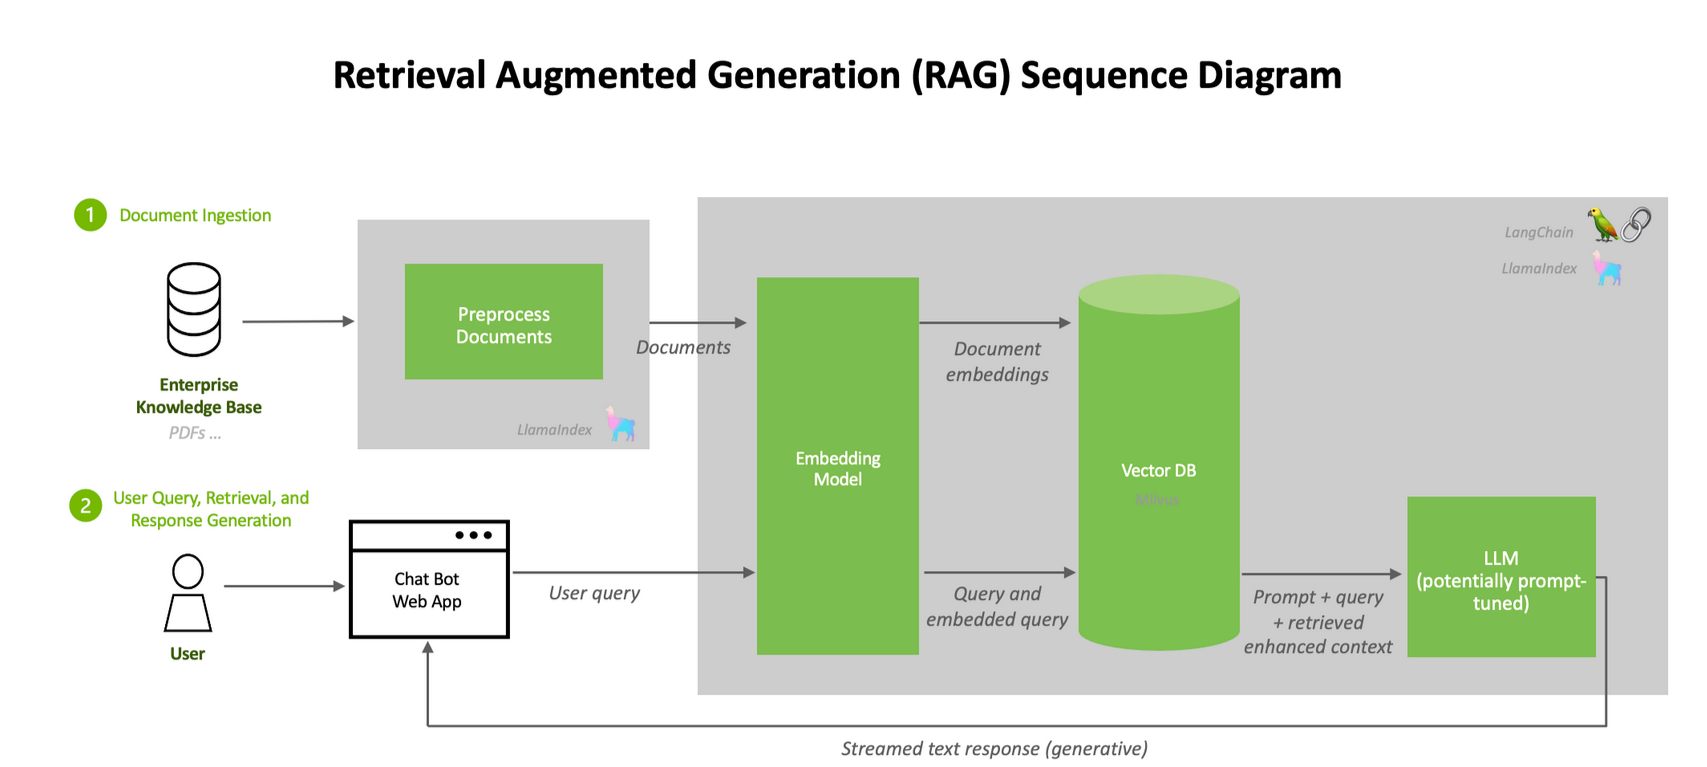 Retrieval Augmented Generation (RAG) Sequence Diagram
1 Document Ingestion
Enterprise
Knowledge Base
PDFs ...
Preprocess
Documents
LlamaIndex
Documents
LangChain
LlamaIndex
Embedding
Model
Document
embeddings
Vector DB
Milvus
2 User Query, Retrieval, and
Response Generation
User
Chat Bot
Web App
User query
Query and
embedded query
Prompt + query
+ retrieved
enhanced context
LLM
(potentially prompt-
tuned)
Streamed text response (generative)